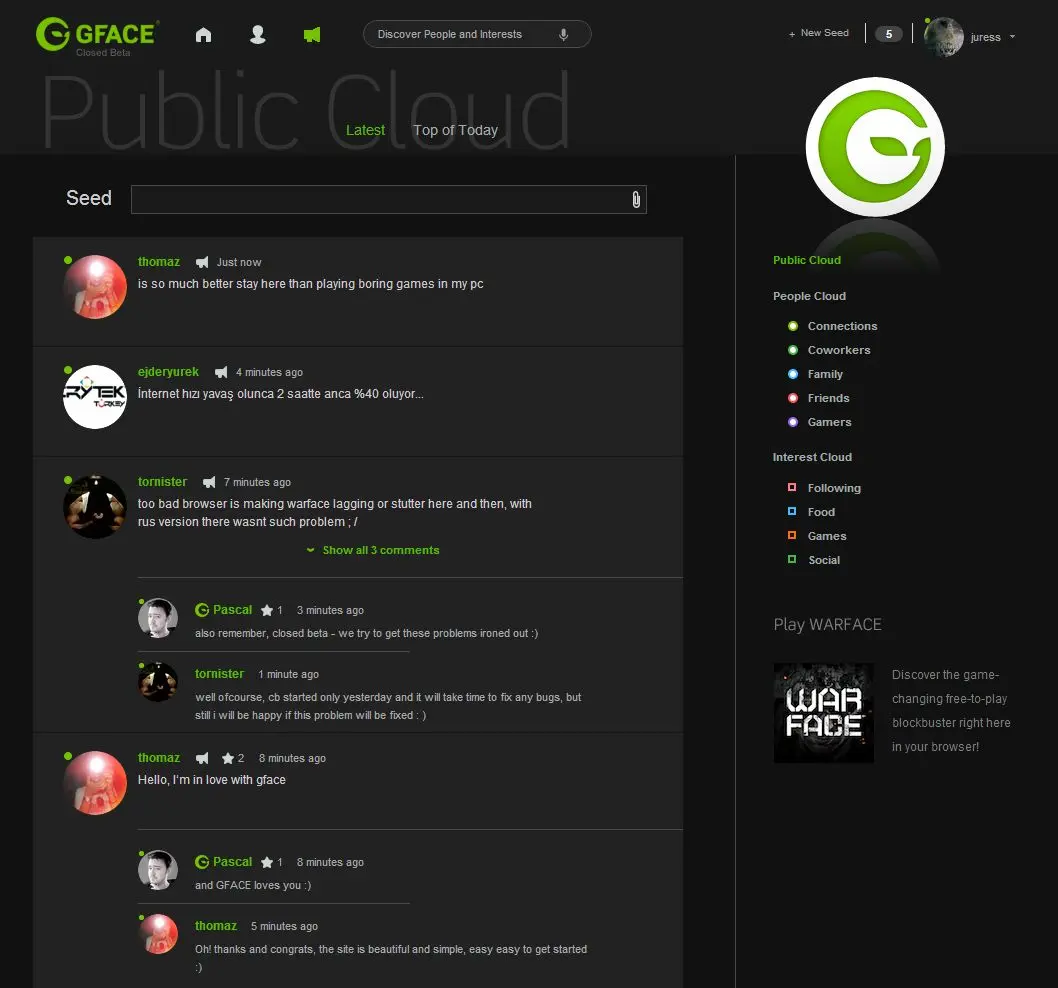 GFACE
Closed Beta
Discover People and Interests
+ New Seed
5
juress
Public Cloud
Latest
Top of Today
Seed
thomaz Just now
is so much better stay here than playing boring games in my pc
CRYTEK
TÜRKEY
ejderyurek 4 minutes ago
İnternet hızı yavaş olunca 2 saatte anca %40 oluyor...
tornister 7 minutes ago
too bad browser is making warface lagging or stutter here and then, with
rus version there wasnt such problem ; /
Show all 3 comments
Pascal 1 3 minutes ago
also remember, closed beta - we try to get these problems ironed out :)
tornister 1 minute ago
well ofcourse, cb started only yesterday and it will take time to fix any bugs, but
still i will be happy if this problem will be fixed : )
thomaz 2 8 minutes ago
Hello, I'm in love with gface
Pascal 1 8 minutes ago
and GFACE loves you :)
thomaz 5 minutes ago
Oh! thanks and congrats, the site is beautiful and simple, easy easy to get started
:)
Public Cloud
People Cloud
Connections
Coworkers
Family
Friends
Gamers
Interest Cloud
Following
Food
Games
Social
Play WARFACE
WAR
FACE
Discover the game-
changing free-to-play
blockbuster right here
in your browser!